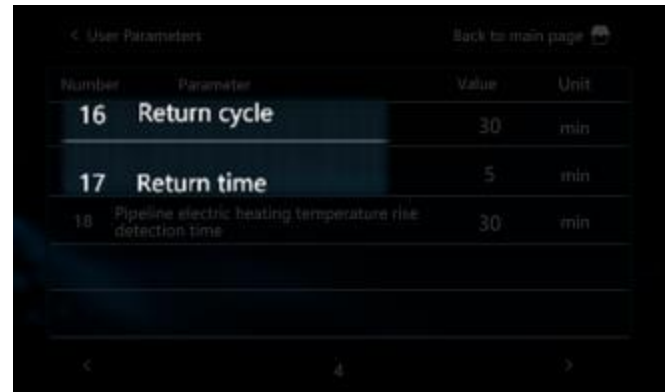 < User Parameters Back to main page
Number Parameter Value Unit
16 Return cycle 30 min
17 Return time 5 min
18 Pipeline electric heating temperature rise
detection time 30 min
< 4 >